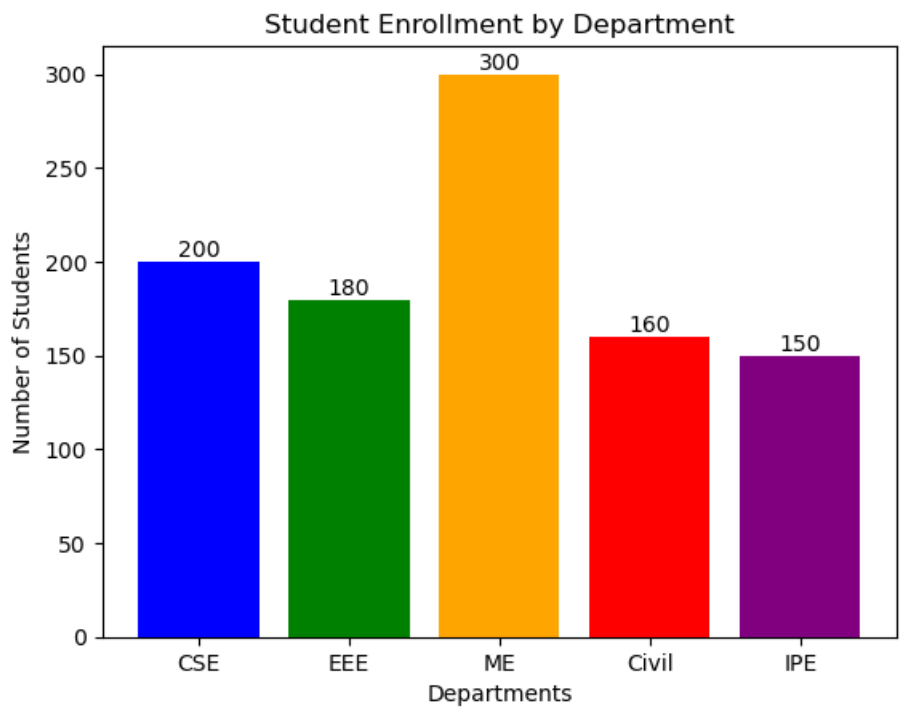 Student Enrollment by Department
Number of Students
300
250
200
150
100
50
0
200
180
300
160
150
CSE
EEE
ME
Civil
IPE
Departments